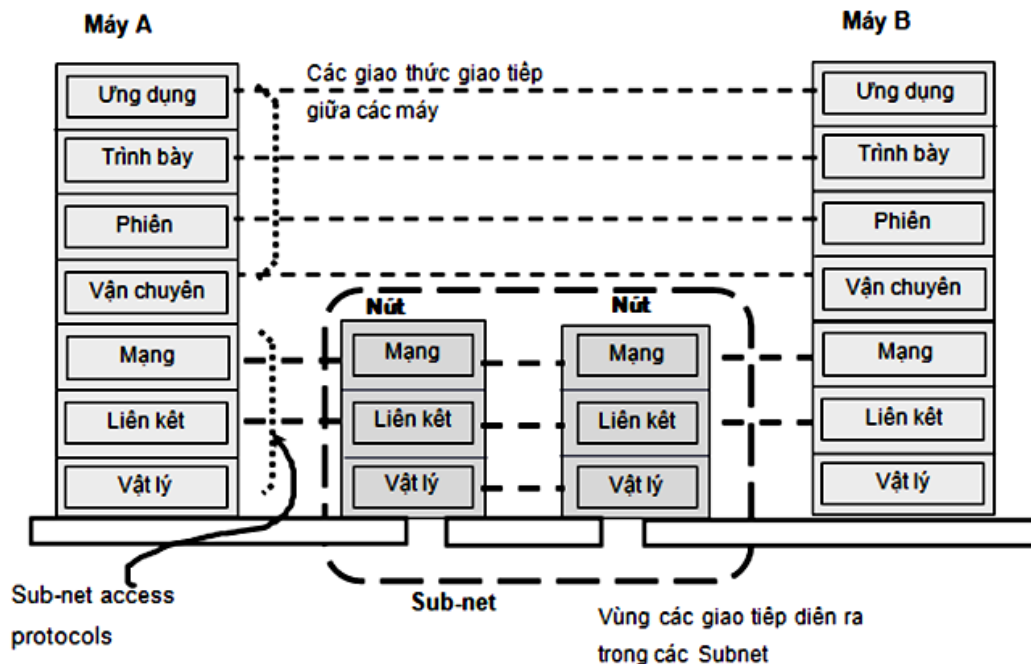 Máy A
Máy B
Các giao thức giao tiếp
giữa các máy
Ưng dụng
Ưng dụng
Trình bày
Trình bày
Phiên
Phiên
Vận chuyên
Vận chuyên
Nút
Nút
Mạng
Mạng
Mạng
Mạng
Liên kêt
Liên kêt
Liên kêt
Liên kêt
Vật lý
Vật lý
Vật lý
Vật lý
Sub-net access
protocols
Sub-net
Vùng các giao tiếp diên ra
trong các Subnet